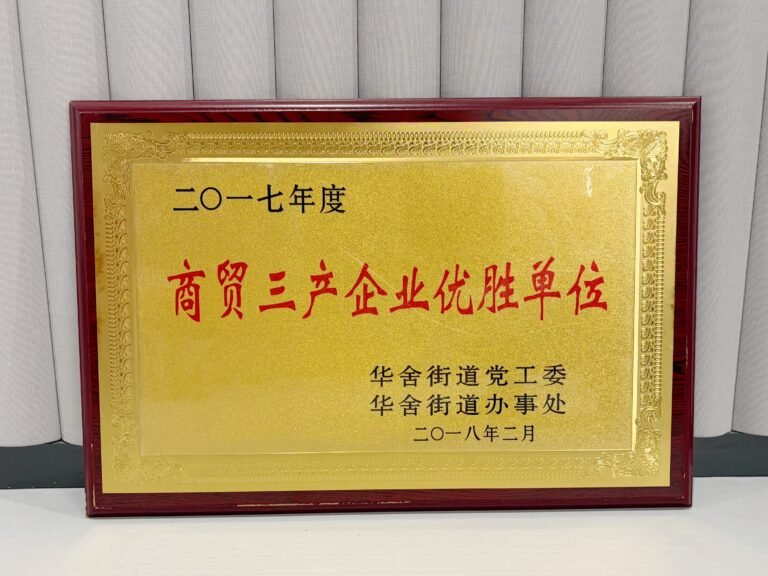 二〇一七年度
商贸三产企业优胜单位
华舍街道党工委
华舍街道办事处
二〇一八年二月